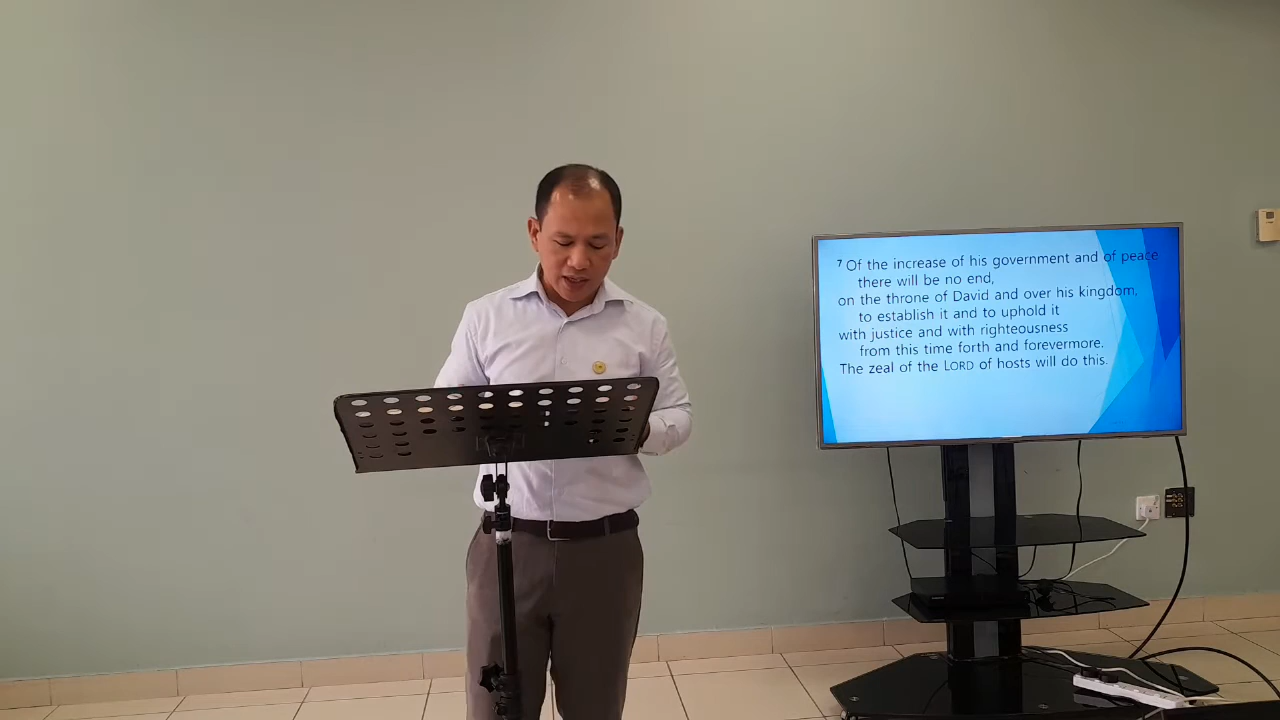 7 Of the increase of his government and of peace
there will be no end,
on the throne of David and over his kingdom,
to establish it and to uphold it
with justice and with righteousness
from this time forth and forevermore.
The zeal of the LORD of hosts will do this.